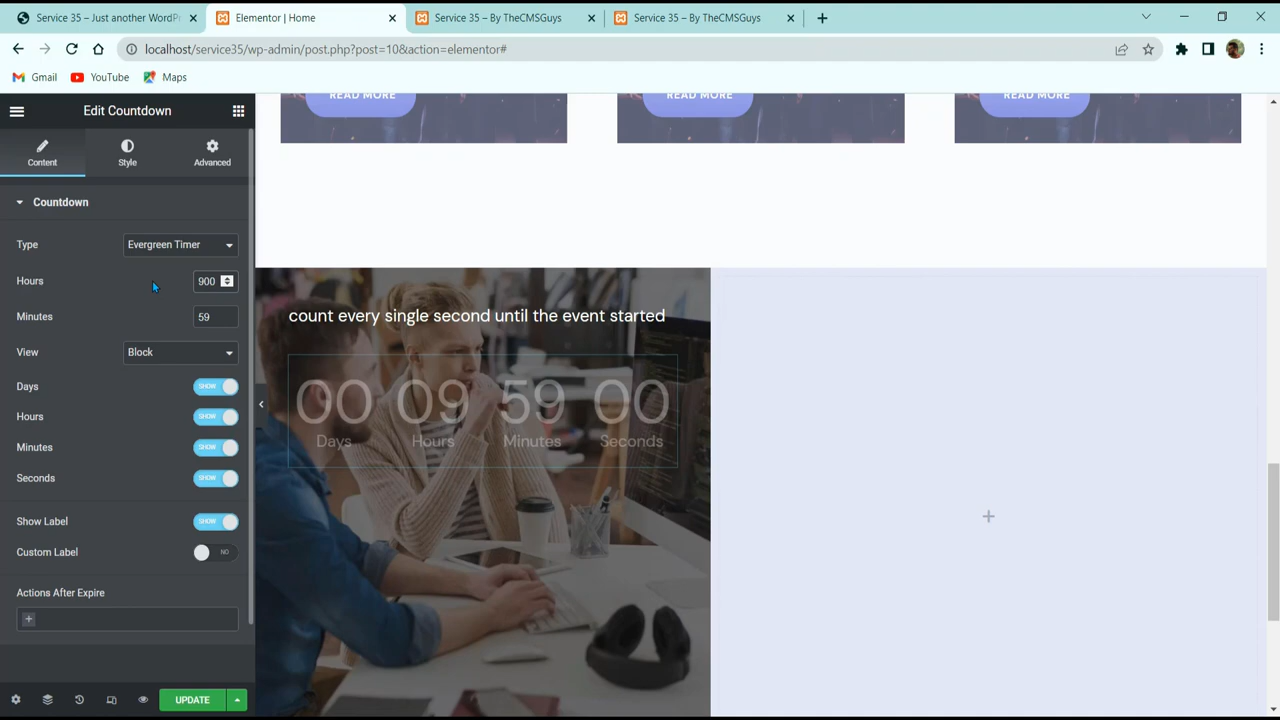 Service 35 – Just another WordPr
Elementor | Home
Service 35 – By TheCMSGuys
Service 35 – By TheCMSGuys
localhost/service35/wp-admin/post.php?post=10&action=elementor#
Gmail
YouTube
Maps
Edit Countdown
READ MORE
READ MORE
READ MORE
Content
Style
Advanced
Countdown
Type
Evergreen Timer
Hours
900
Minutes
59
View
Block
Days
SHOW
Hours
SHOW
Minutes
SHOW
Seconds
SHOW
Show Label
SHOW
Custom Label
NO
Actions After Expire
UPDATE
count every single second until the event started
00 09 59 00
Days Hours Minutes Seconds